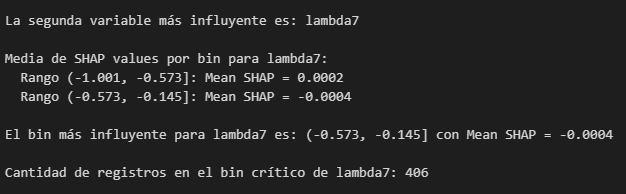 La segunda variable más influyente es: lambda7
Media de SHAP values por bin para lambda7:
Rango (-1.001, -0.573]: Mean SHAP = 0.0002
Rango (-0.573, -0.145]: Mean SHAP = -0.0004
El bin más influyente para lambda7 es: (-0.573, -0.145] con Mean SHAP = -0.0004
Cantidad de registros en el bin crítico de lambda7: 406